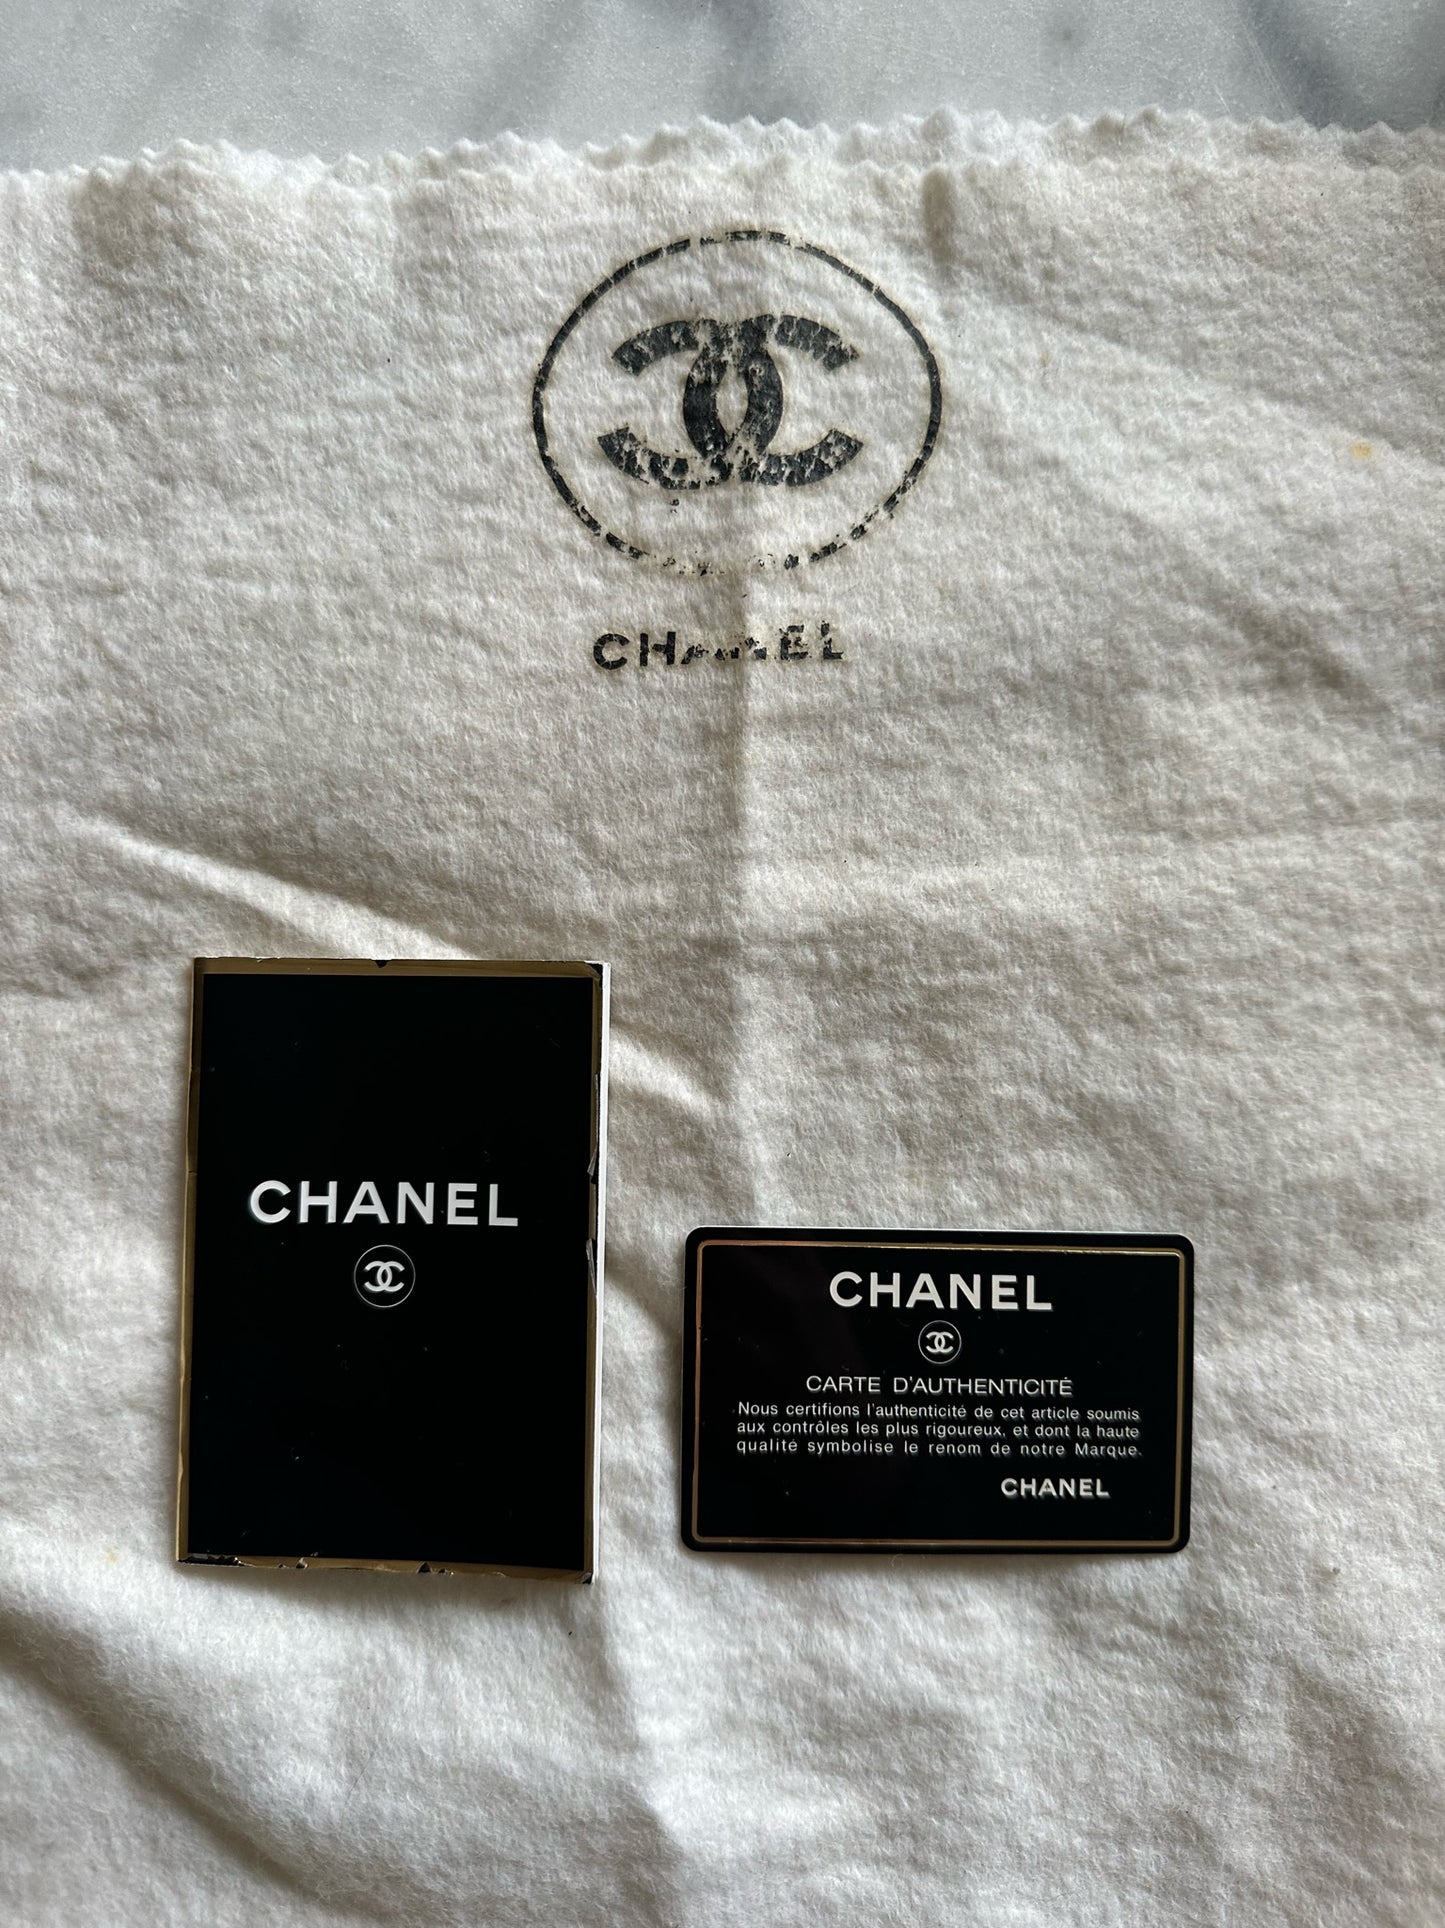 CHANEL
CHANEL
CHANEL
CARTE D'AUTHENTICITÉ
Nous certifions l'authenticité de cet article soumis
aux contrôles les plus rigoureux, et dont la haute
qualité symbolise le renom de notre Marque.
CHANEL